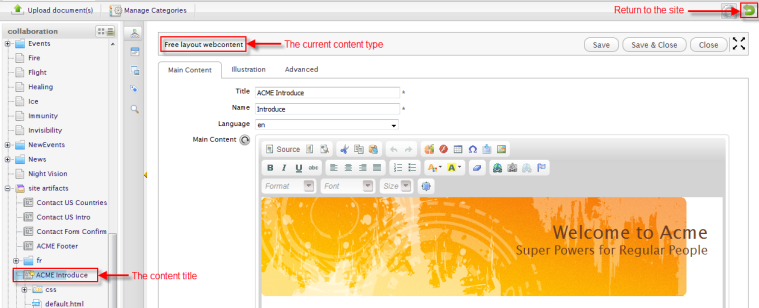 Upload document(s) Manage Categories Return to the site
collaboration
Events
Fire
Flight
Healing
Ice
Immunity
Invisibility
NewEvents
News
Night Vision
site artifacts
Contact US Countries
Contact US Intro
Contact Form Confirm
ACME Footer
fr
ACME Introduce
The content title
css
default.html
Free layout webcontent
The current content type
Save Save & Close Close
Main Content Illustration Advanced
Title ACME Introduce *
Name Introduce *
Language en
Main Content
Source
B I U abc
Format Font Size
Welcome to Acme
Super Powers for Regular People